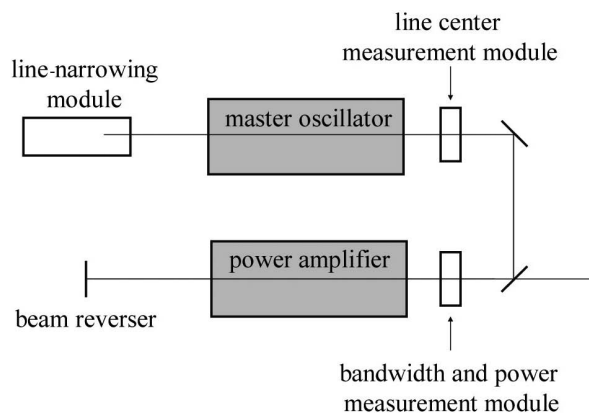 line center
measurement module
line-narrowing
module
master oscillator
power amplifier
beam reverser
bandwidth and power
measurement module